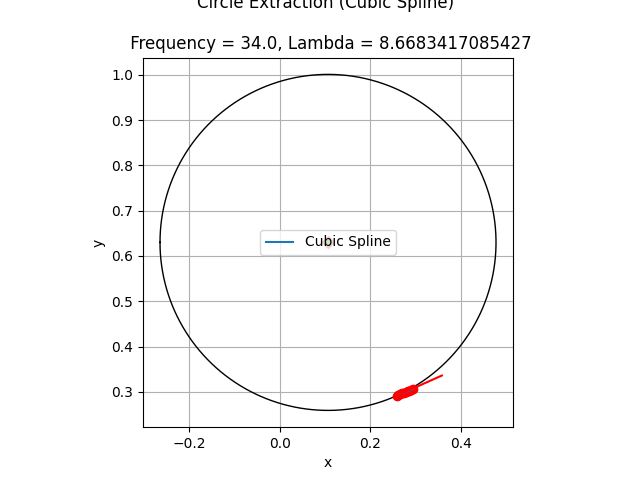 Circle Extraction (Cubic Spline)
Frequency = 34.0, Lambda = 8.6683417085427
1.0
0.9
0.8
0.7
0.6
0.5
0.4
0.3
y
Cubic Spline
−0.2 0.0 0.2 0.4
x